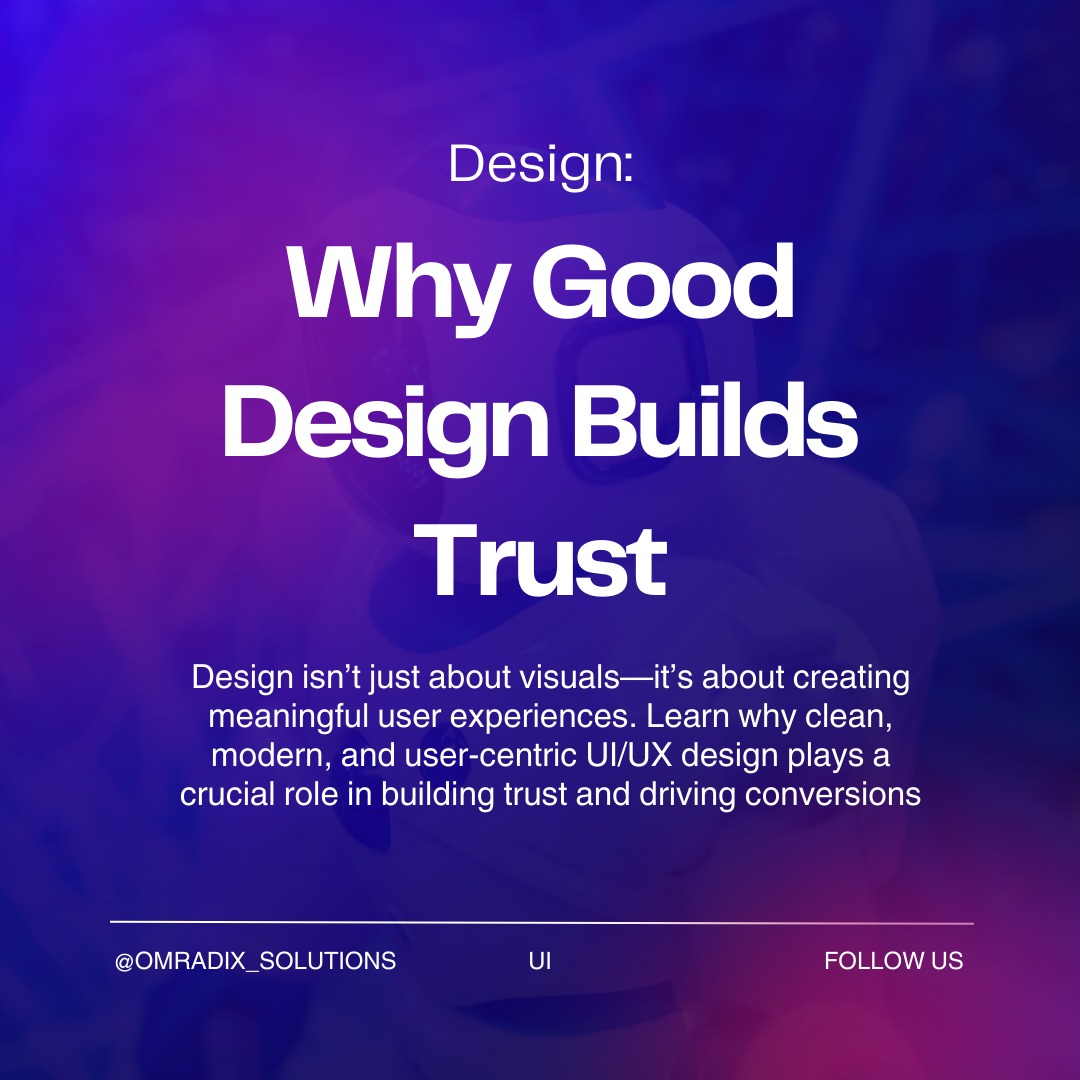 Design:
Why Good
Design Builds
Trust
Design isn’t just about visuals—it’s about creating
meaningful user experiences. Learn why clean,
modern, and user-centric UI/UX design plays a
crucial role in building trust and driving conversions
@OMRADIX_SOLUTIONS
UI
FOLLOW US